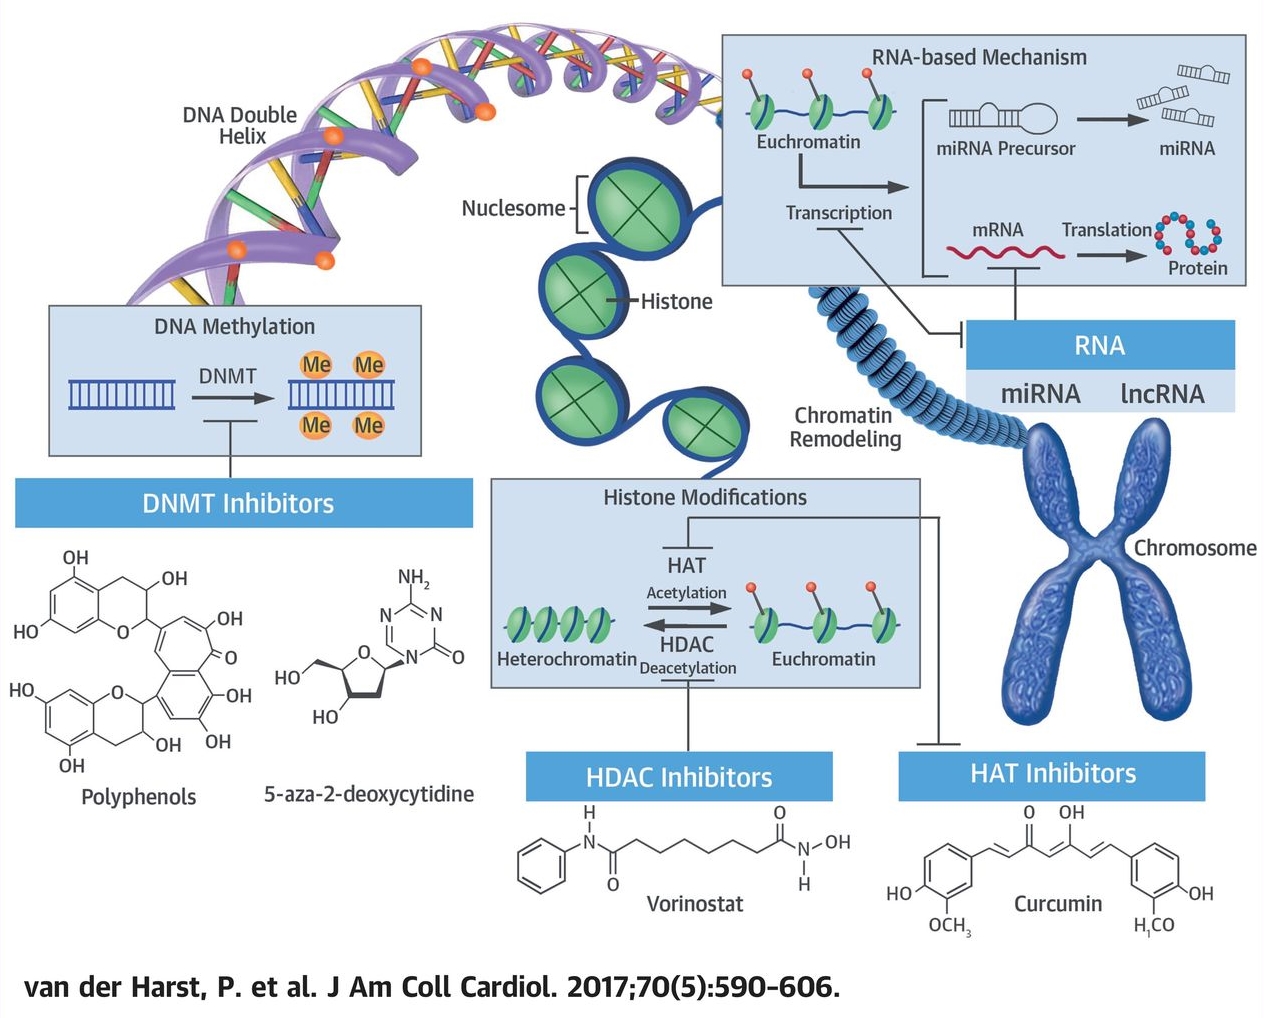 DNA Double
Helix
Nuclesome
Histone
RNA-based Mechanism
Euchromatin
Transcription
miRNA Precursor
miRNA
mRNA
Translation
Protein
RNA
miRNA lncRNA
Chromatin
Remodeling
Chromosome
DNA Methylation
DNMT
Me Me
Me Me
DNMT Inhibitors
OH
OH
HO
O
OH
O
HO
O
OH
OH
OH
OH
Polyphenols
NH2
N
N
N
O
O
HO
HO
5-aza-2-deoxycytidine
Histone Modifications
HAT
Acetylation
HDAC
Deacetylation
Heterochromatin
Euchromatin
HDAC Inhibitors
H
N
O
O
N
OH
H
Vorinostat
HAT Inhibitors
O OH
HO
OCH3
Curcumin
OH
H1CO
van der Harst, P. et al. J Am Coll Cardiol. 2017;70(5):590–606.